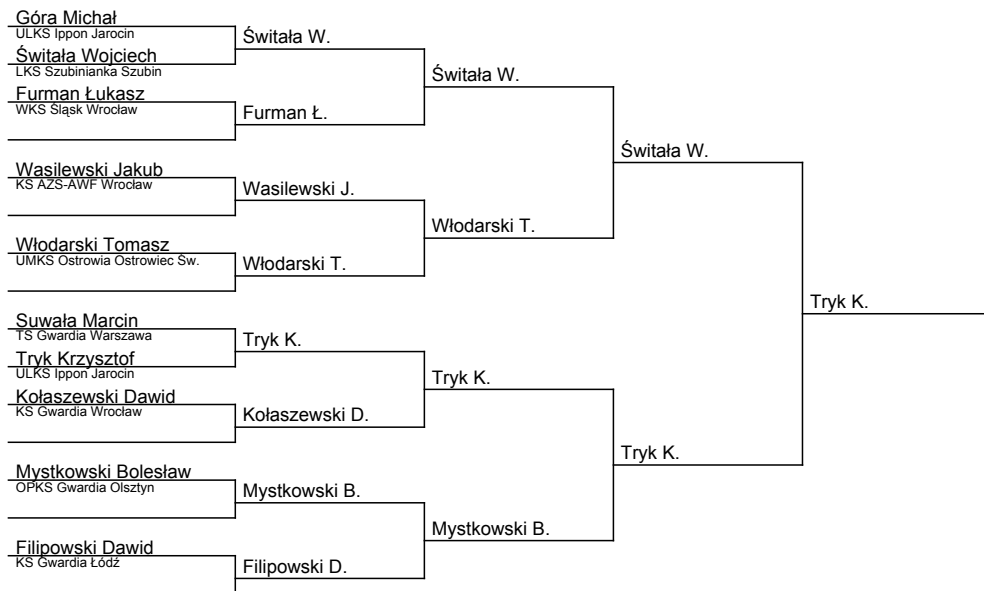 Góra Michał
ULKS Ippon Jarocin
Świtała Wojciech
LKS Szubinianka Szubin
Furman Łukasz
WKS Śląsk Wrocław
Wasilewski Jakub
KS AZS-AWF Wrocław
Włodarski Tomasz
UMKS Ostrowia Ostrowiec Św.
Suwała Marcin
TS Gwardia Warszawa
Tryk Krzysztof
ULKS Ippon Jarocin
Kołaszewski Dawid
KS Gwardia Wrocław
Mystkowski Bolesław
OPKS Gwardia Olsztyn
Filipowski Dawid
KS Gwardia Łódź
Świtała W.
Furman Ł.
Wasilewski J.
Włodarski T.
Tryk K.
Kołaszewski D.
Mystkowski B.
Filipowski D.
Świtała W.
Włodarski T.
Tryk K.
Mystkowski B.
Świtała W.
Tryk K.
Tryk K.